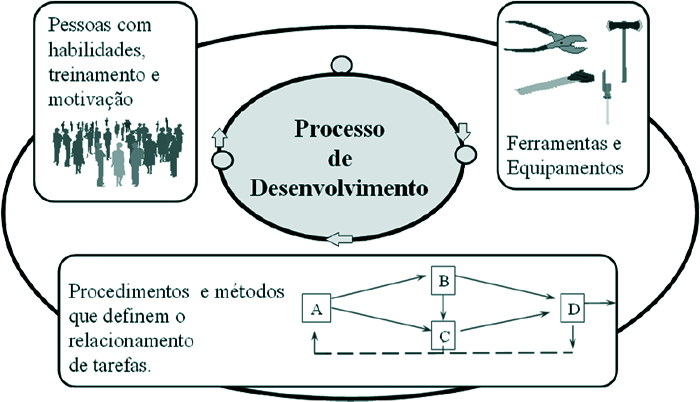 Pessoas com
habilidades,
treinamento e
motivação
Processo
de
Desenvolvimento
Ferramentas e
Equipamentos
Procedimentos e métodos
que definem o
relacionamento
de tarefas.
A
B
C
D